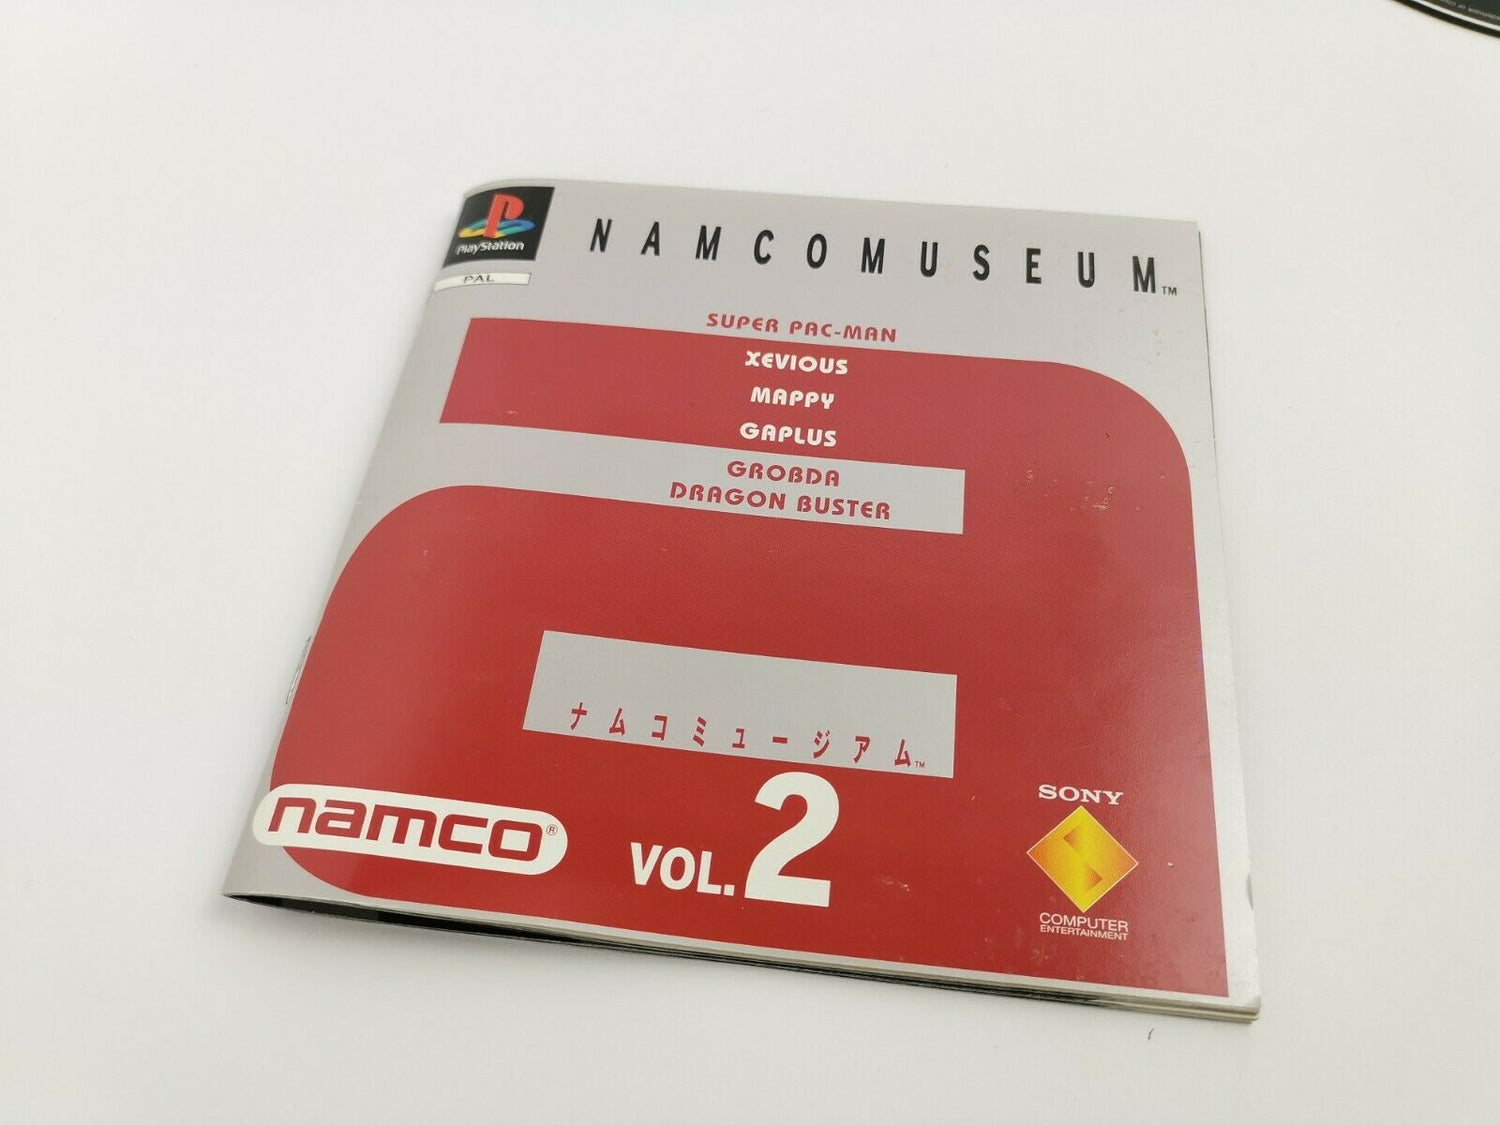 PlayStation
PAL
NAMCOMUSEUM™
SUPER PAC-MAN
XEVIOUS
MAPPY
GAPLUS
GROBDA
DRAGON BUSTER
ナムコミュージアム™
namco®
VOL.2
SONY
COMPUTER
ENTERTAINMENT